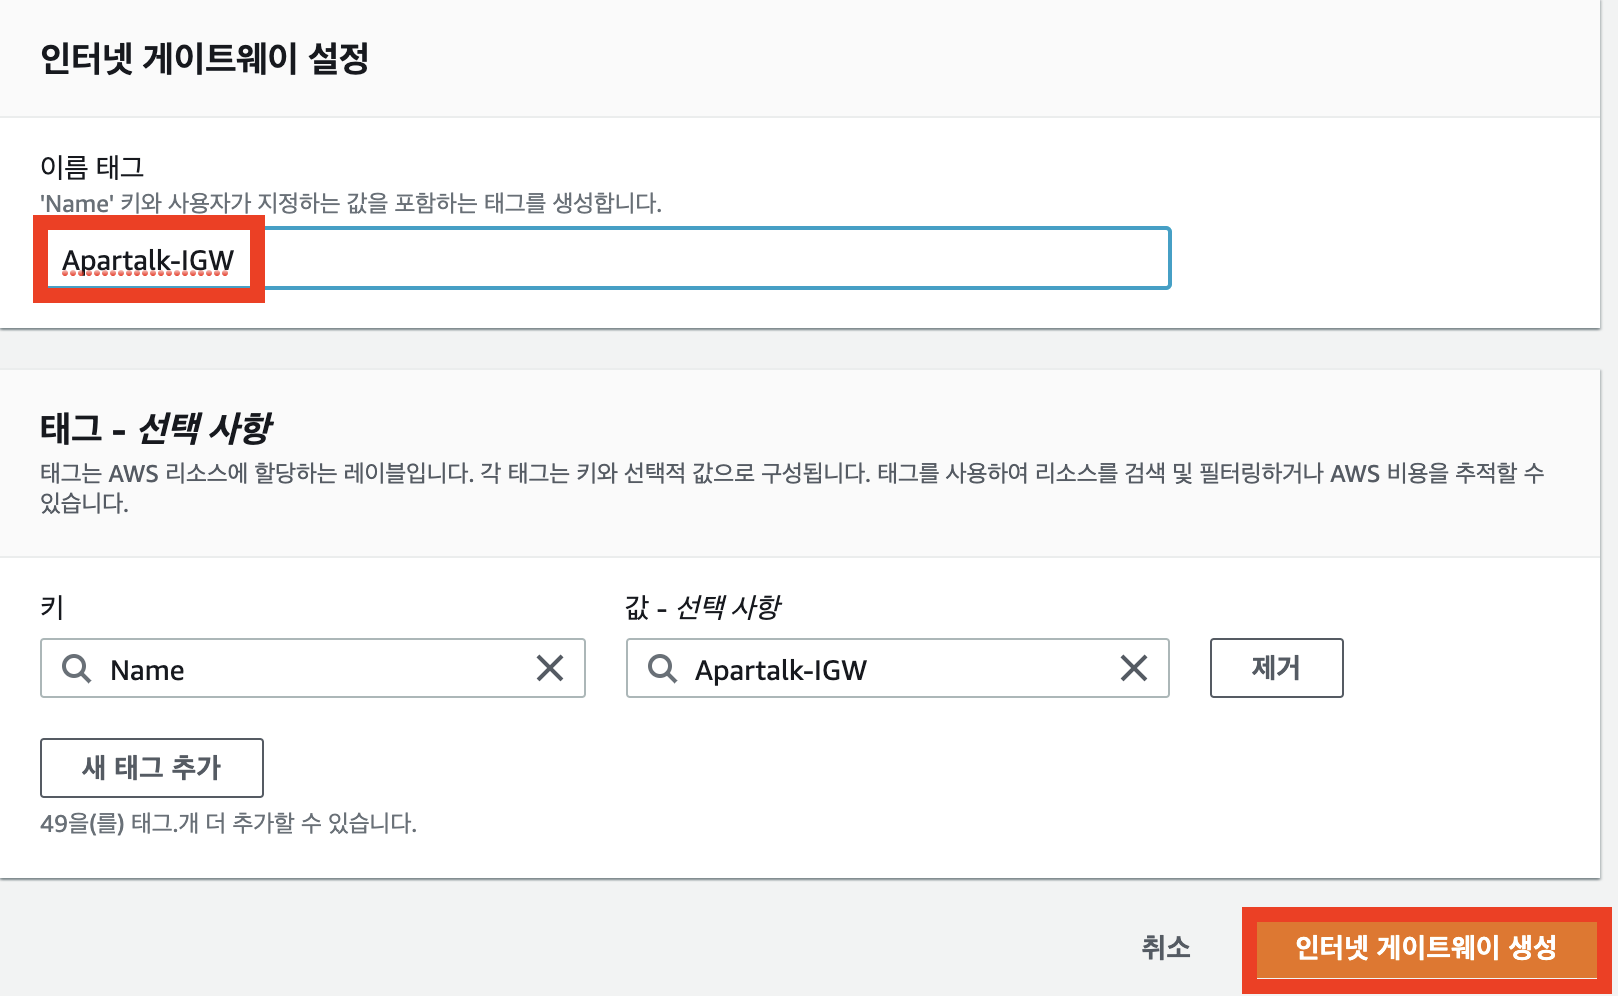 인터넷 게이트웨이 설정
이름 태그
'Name' 키와 사용자가 지정하는 값을 포함하는 태그를 생성합니다.
Apartalk-IGW
태그 - 선택 사항
태그는 AWS 리소스에 할당하는 레이블입니다. 각 태그는 키와 선택적 값으로 구성됩니다. 태그를 사용하여 리소스를 검색 및 필터링하거나 AWS 비용을 추적할 수
있습니다.
키
값 - 선택 사항
Name
Apartalk-IGW
제거
새 태그 추가
49을(를) 태그.개 더 추가할 수 있습니다.
취소
인터넷 게이트웨이 생성